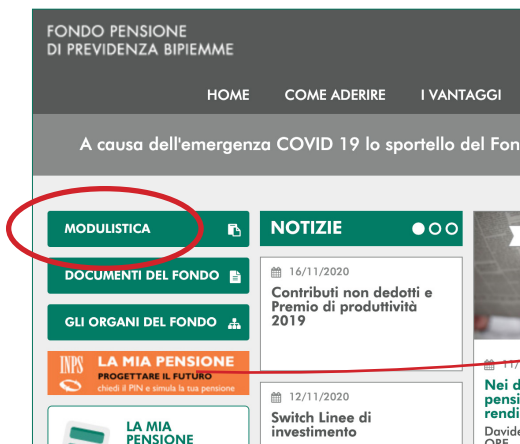 FONDO PENSIONE
DI PREVIDENZA BIPIEMME
HOME COME ADERIRE I VANTAGGI
A causa dell'emergenza COVID 19 lo sportello del Fon
MODULISTICA
DOCUMENTI DEL FONDO
GLI ORGANI DEL FONDO
INPS LA MIA PENSIONE
PROGETTARE IL FUTURO
chiedi il PIN e simula la tua pensione
LA MIA
PENSIONE
NOTIZIE
16/11/2020
Contributi non dedotti e
Premio di produttività
2019
12/11/2020
Switch Linee di
investimento
11/
Nei d
pensi
rendi
Davide